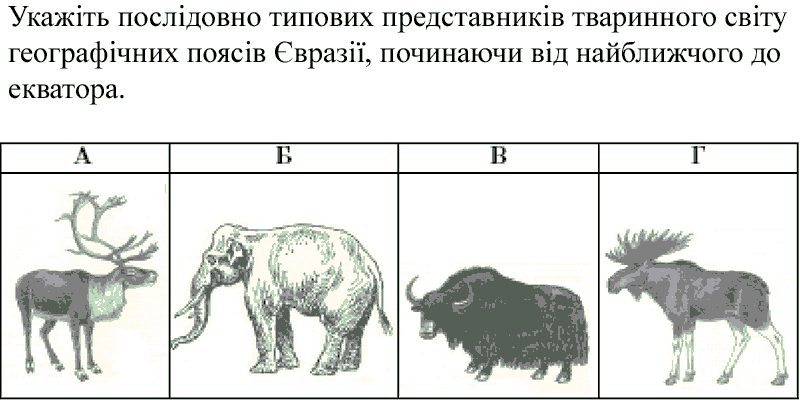 Укажіть послідовно типових представників тваринного світу
географічних поясів Євразії, починаючи від найближчого до
екватора.
А Б В Г